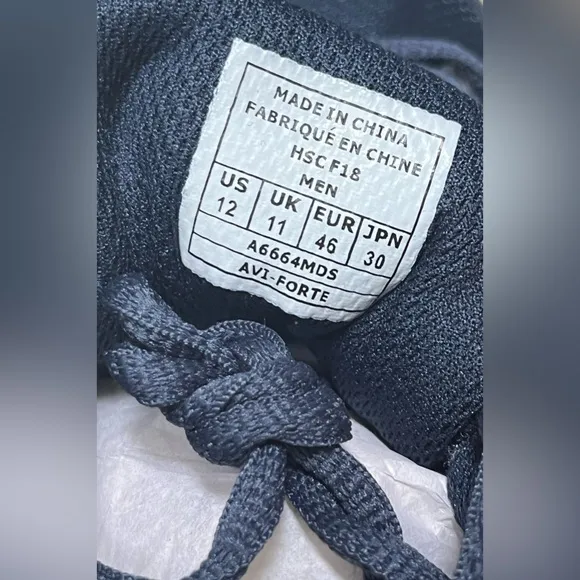 MADE IN CHINA
FABRIQUÉ EN CHINE
HSC F18
MEN
US UK EUR JPN
12 11 46 30
A6664MDS
AVI-FORTE